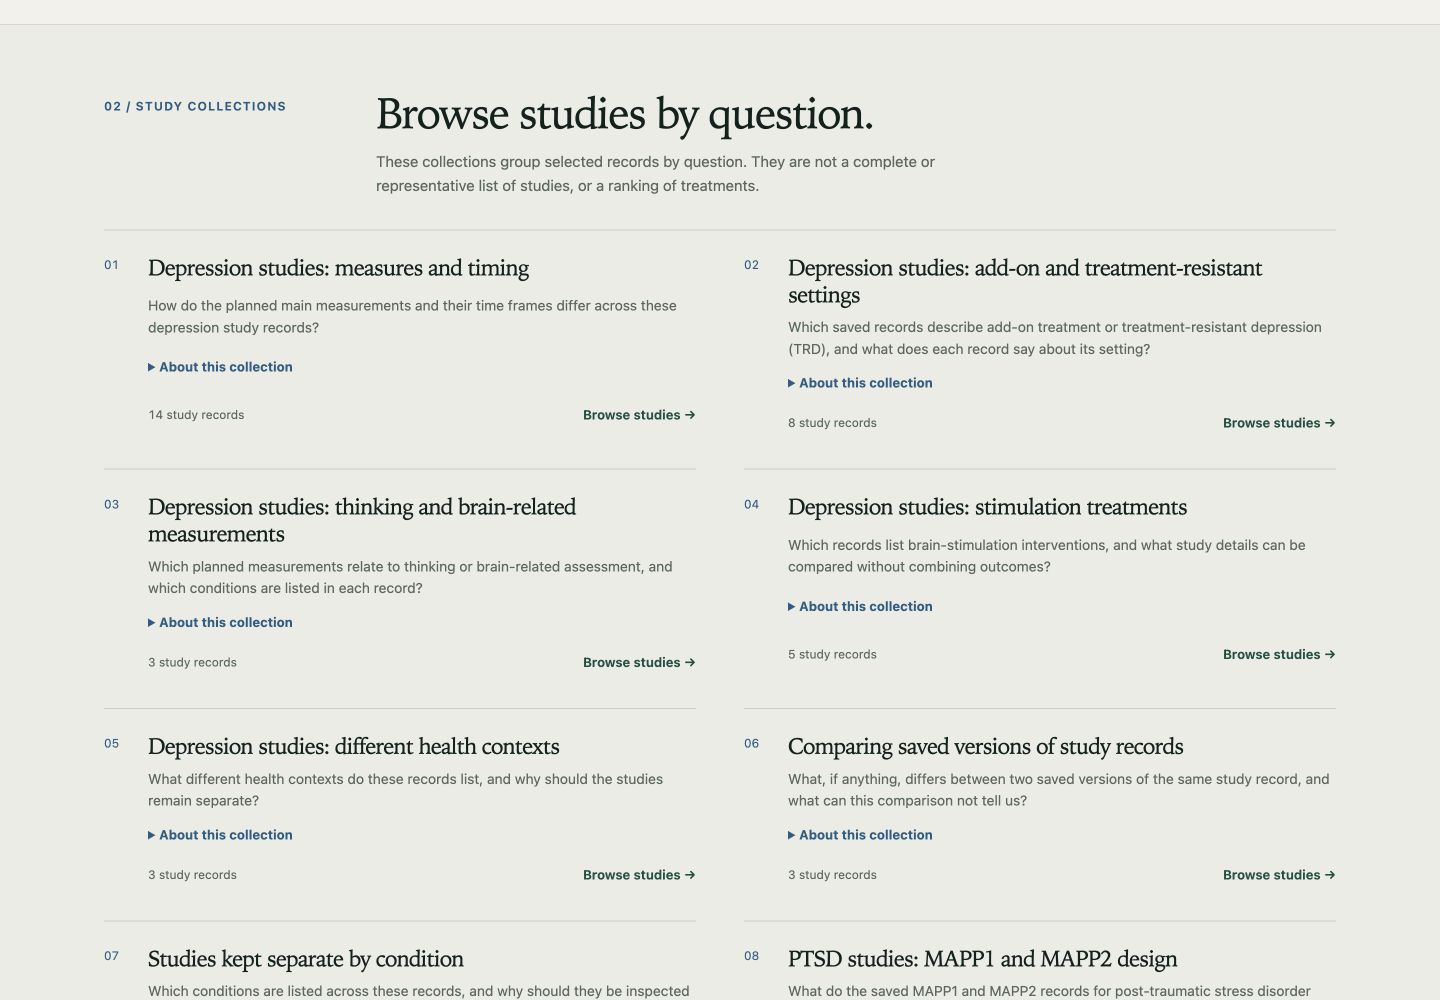 02 / STUDY COLLECTIONS
Browse studies by question.
These collections group selected records by question. They are not a complete or
representative list of studies, or a ranking of treatments.
01
Depression studies: measures and timing
How do the planned main measurements and their time frames differ across these
depression study records?
▶ About this collection
14 study records
Browse studies →
02
Depression studies: add-on and treatment-resistant
settings
Which saved records describe add-on treatment or treatment-resistant depression
(TRD), and what does each record say about its setting?
▶ About this collection
8 study records
Browse studies →
03
Depression studies: thinking and brain-related
measurements
Which planned measurements relate to thinking or brain-related assessment, and
which conditions are listed in each record?
▶ About this collection
3 study records
Browse studies →
04
Depression studies: stimulation treatments
Which records list brain-stimulation interventions, and what study details can be
compared without combining outcomes?
▶ About this collection
5 study records
Browse studies →
05
Depression studies: different health contexts
What different health contexts do these records list, and why should the studies
remain separate?
▶ About this collection
3 study records
Browse studies →
06
Comparing saved versions of study records
What, if anything, differs between two saved versions of the same study record, and
what can this comparison not tell us?
▶ About this collection
3 study records
Browse studies →
07
Studies kept separate by condition
Which conditions are listed across these records, and why should they be inspected
08
PTSD studies: MAPP1 and MAPP2 design
What do the saved MAPP1 and MAPP2 records for post-traumatic stress disorder